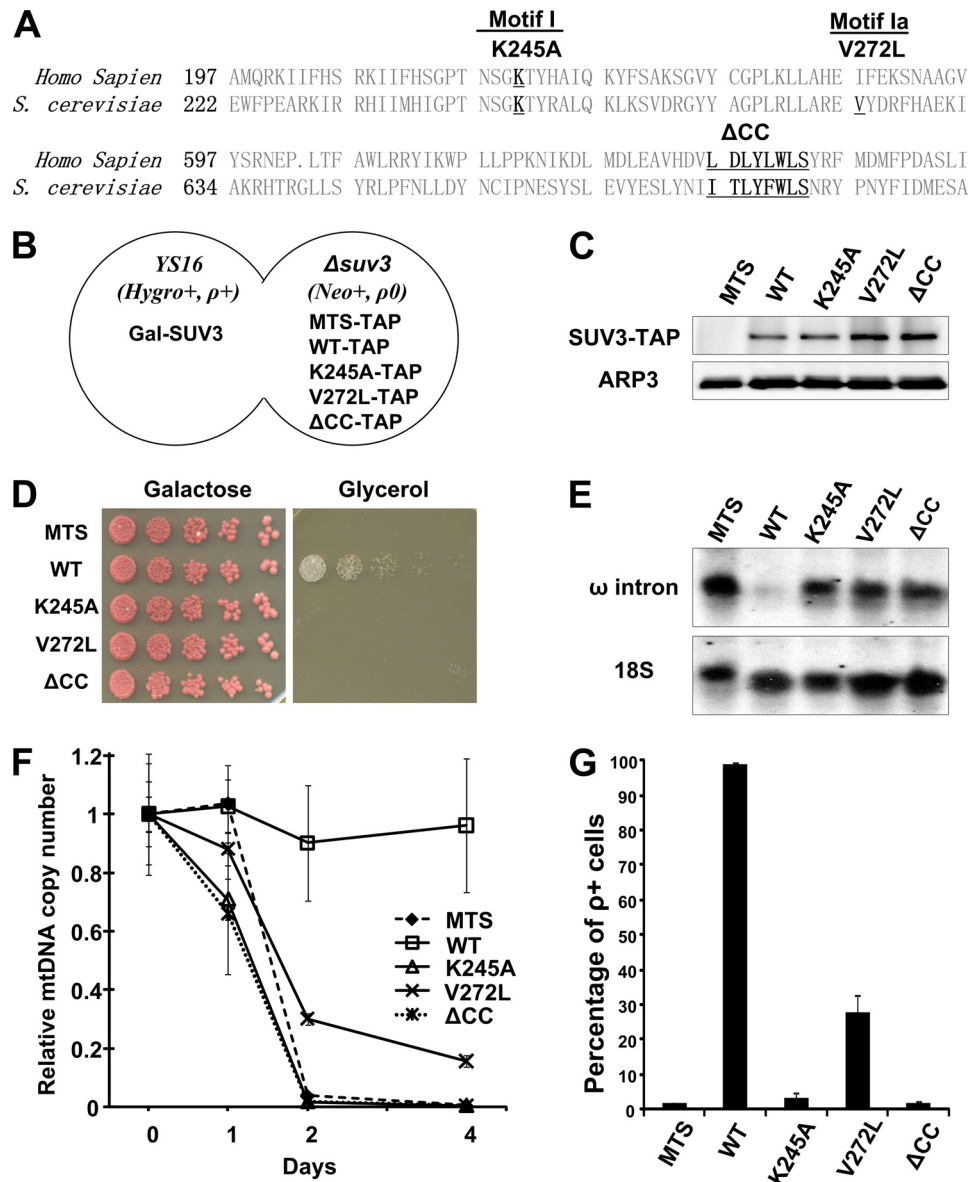 A
Motif I
Motif Ia
K245A
V272L
Homo Sapien 197 AMQRKIIFHS RKIIFHSGPT NSGKTYHAIQ KYFSAKSGVY CGPLKLLAHE IFEKSNAAGV
S. cerevisiae 222 EWFPEARKIR RHIIMHIGPT NSGKTYRALQ KLKSVDRGYY AGPLRLLARE VYDRFHAEKI
ΔCC
Homo Sapien 597 YSRNEP.LTF AWLRRYIKWP LLPPKNIKDL MDLEAVHDVL DLYLWLSYRF MDMFPDASLI
S. cerevisiae 634 AKRHTRGLLS YRLPFNLLDY NCIPNESYSL EVYESLYNII TLYFWLSNRY PNYFIDMESA
B
YS16
(Hygro+, ρ+)
Gal-SUV3
Δsuv3
(Neo+, ρ0)
MTS-TAP
WT-TAP
K245A-TAP
V272L-TAP
ΔCC-TAP
C
MTS WT K245A V272L ΔCC
SUV3-TAP
ARP3
D
Galactose Glycerol
MTS
WT
K245A
V272L
ΔCC
E
MTS WT K245A V272L ΔCC
ω intron
18S
F
Relative mtDNA copy number
1.2
1
0.8
0.6
0.4
0.2
0
0 1 2 4
Days
MTS
WT
K245A
V272L
ΔCC
G
Percentage of ρ+ cells
100
90
80
70
60
50
40
30
20
10
0
MTS WT K245A V272L ΔCC